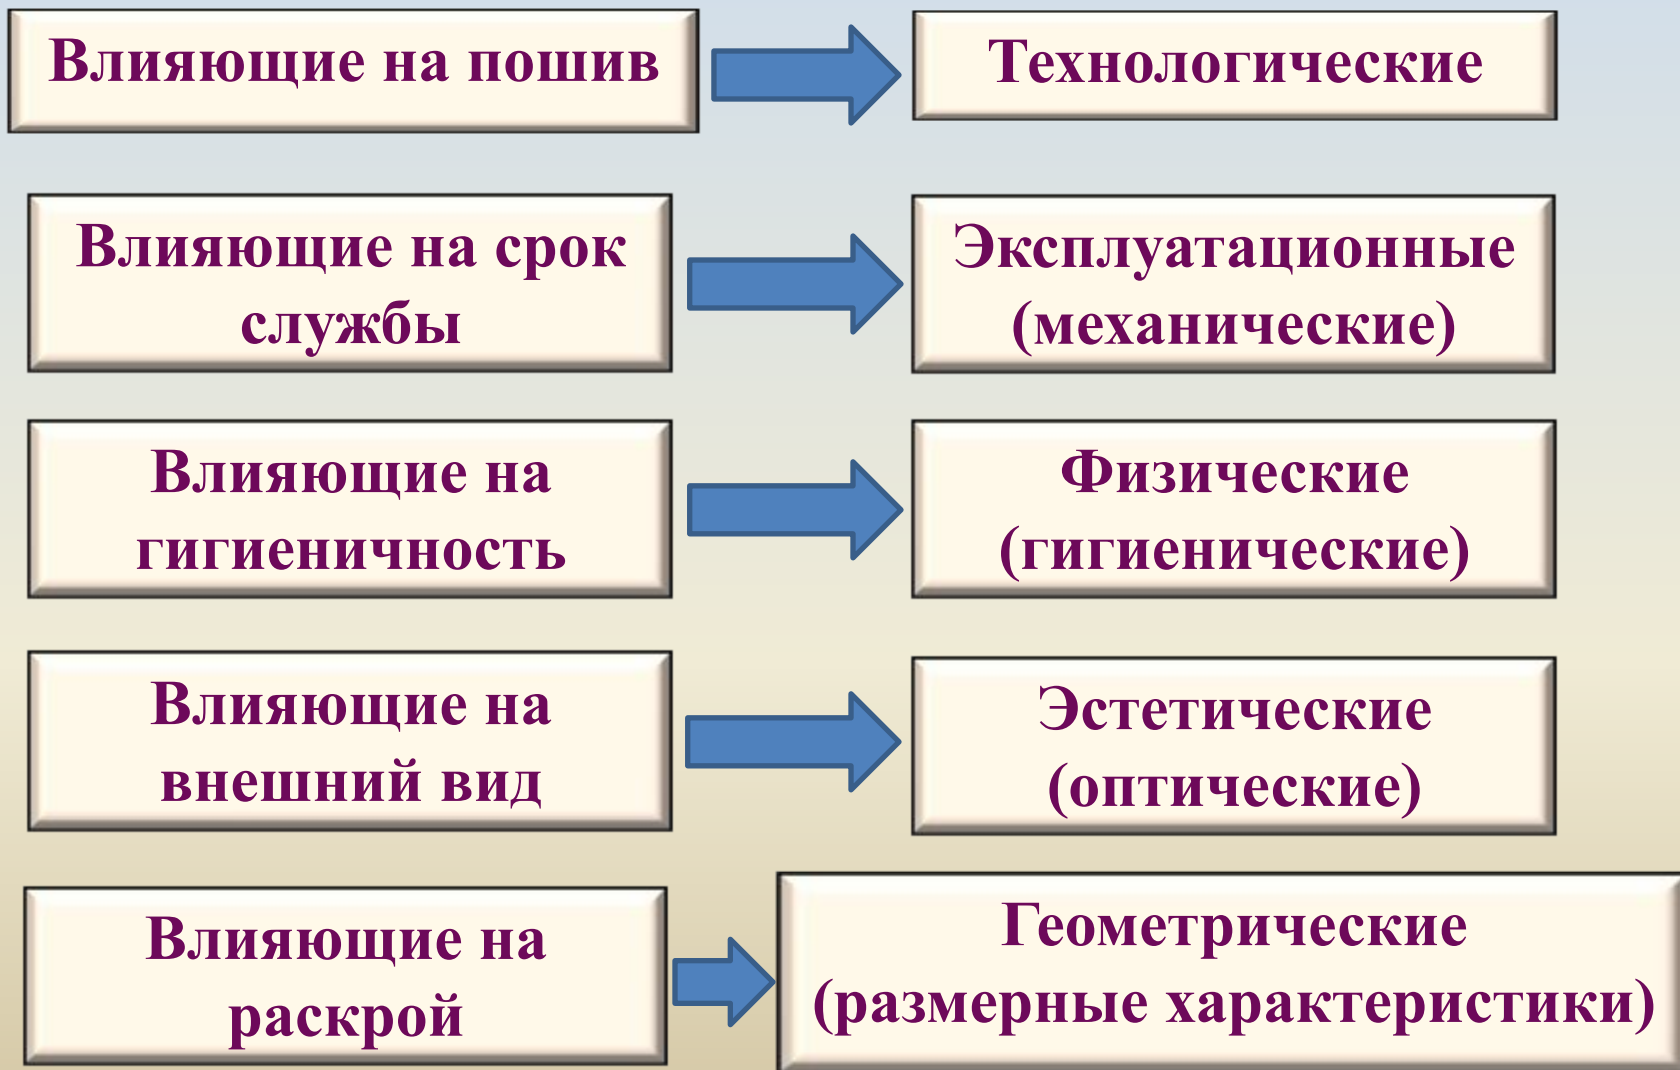 Влияющие на пошив
Технологические
Влияющие на срок
службы
Эксплуатационные
(механические)
Влияющие на
гигиеничность
Физические
(гигиенические)
Влияющие на
внешний вид
Эстетические
(оптические)
Влияющие на
раскрой
Геометрические
(размерные характеристики)